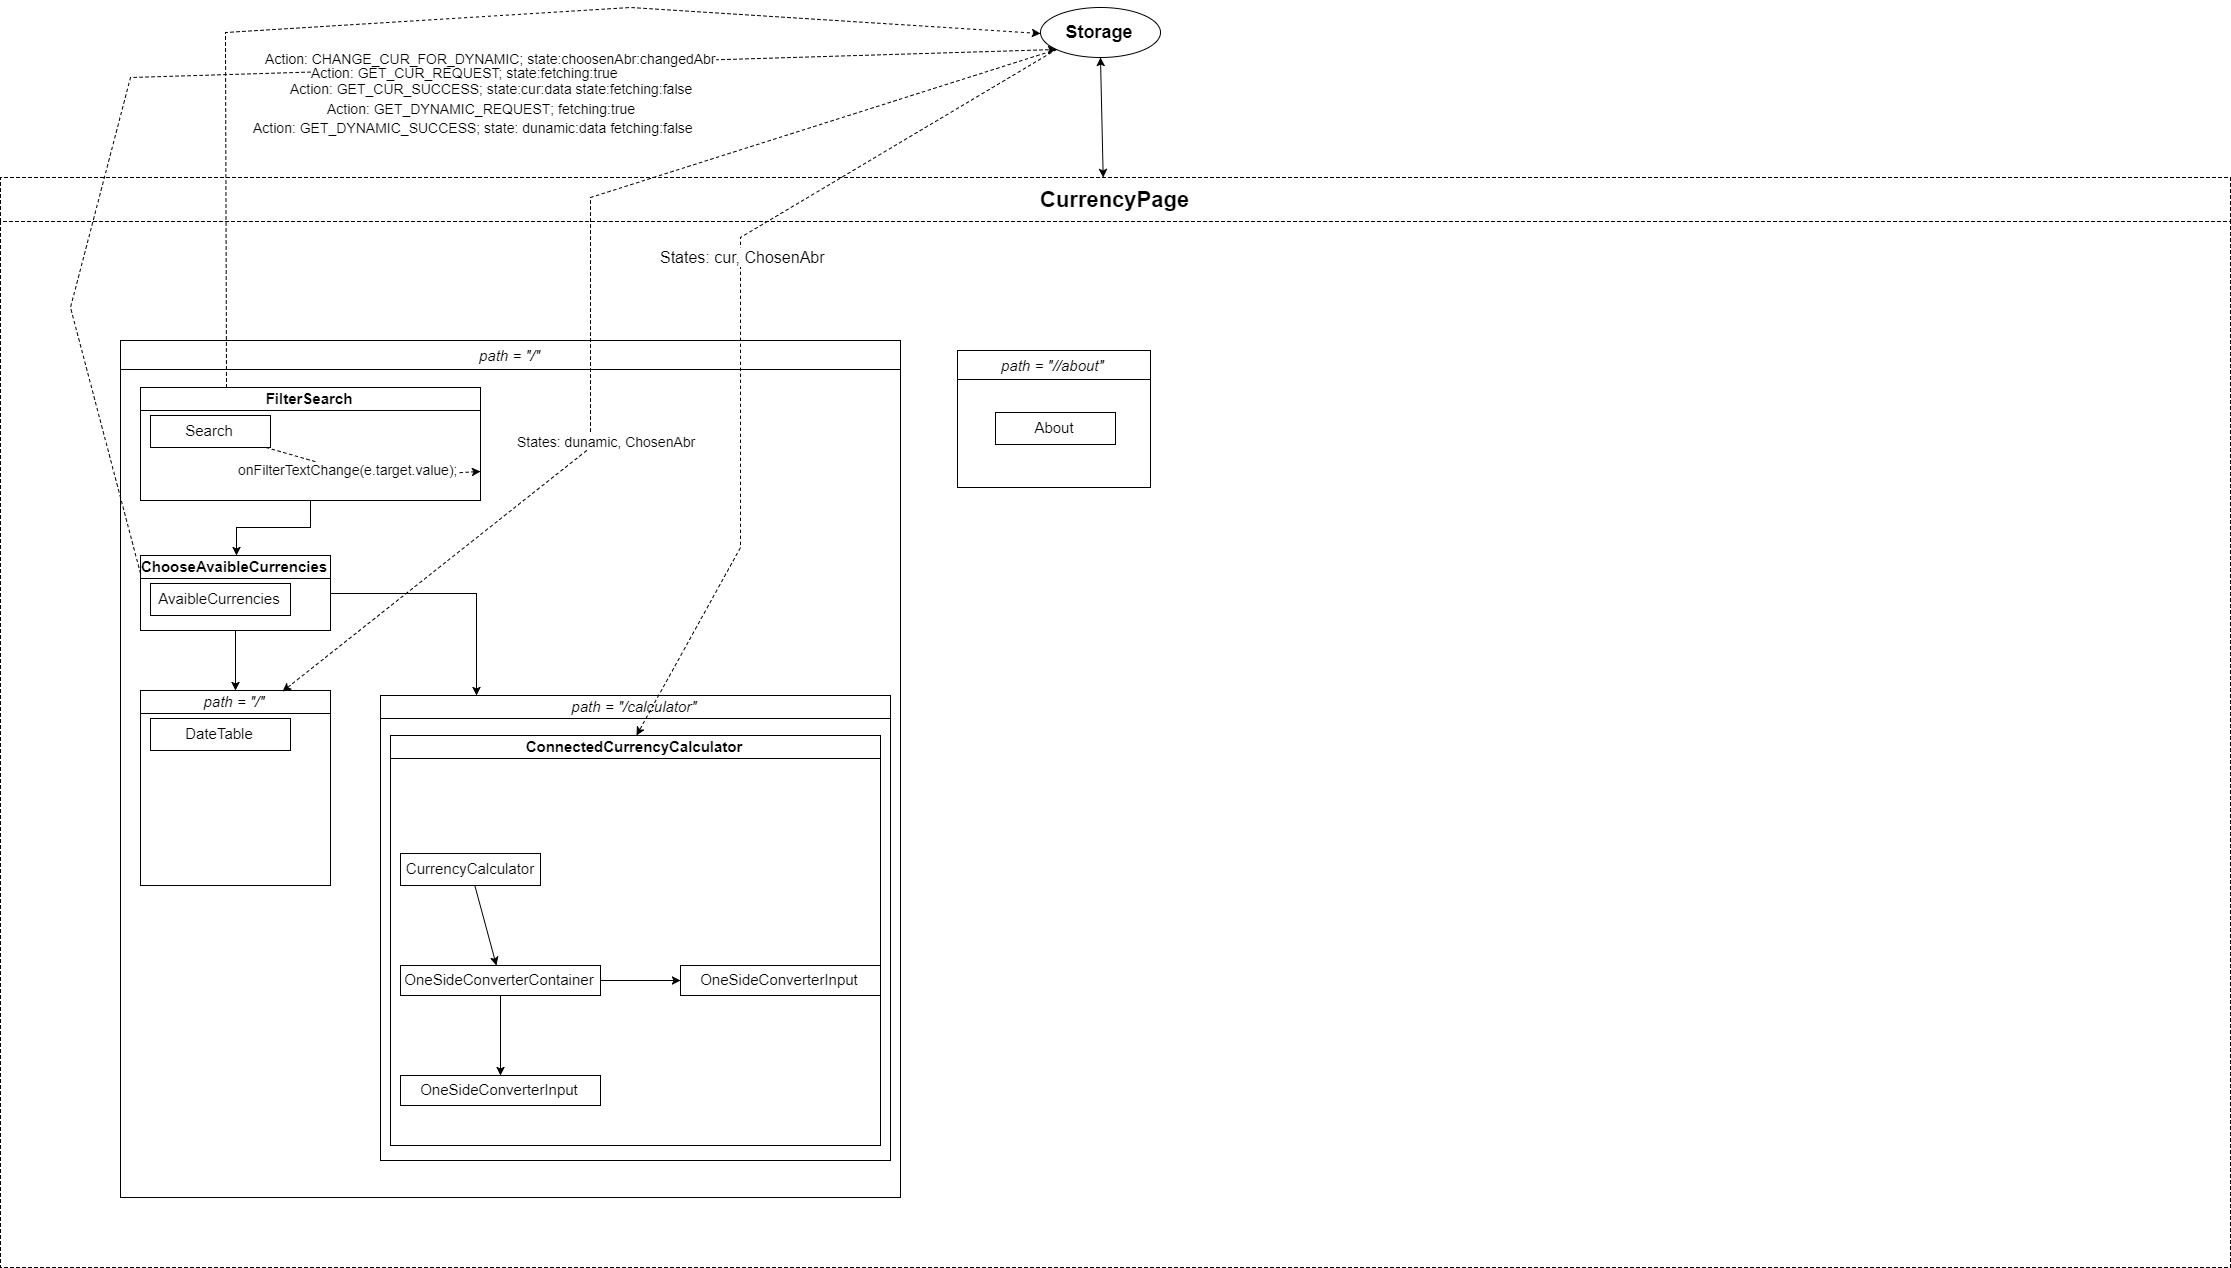 Storage
Action: CHANGE_CUR_FOR_DYNAMIC; state:choosenAbr:changedAbr
Action: GET_CUR_REQUEST; state:fetching:true
Action: GET_CUR_SUCCESS; state:cur:data state:fetching:false
Action: GET_DYNAMIC_REQUEST; fetching:true
Action: GET_DYNAMIC_SUCCESS; state: dunamic:data fetching:false
CurrencyPage
States: cur, ChosenAbr
path = "/"
path = "//about"
FilterSearch
Search
About
States: dunamic, ChosenAbr
onFilterTextChange(e.target.value);
ChooseAvaibleCurrencies
AvaibleCurrencies
path = "/"
path = "/calculator"
DateTable
ConnectedCurrencyCalculator
CurrencyCalculator
OneSideConverterContainer
OneSideConverterInput
OneSideConverterInput